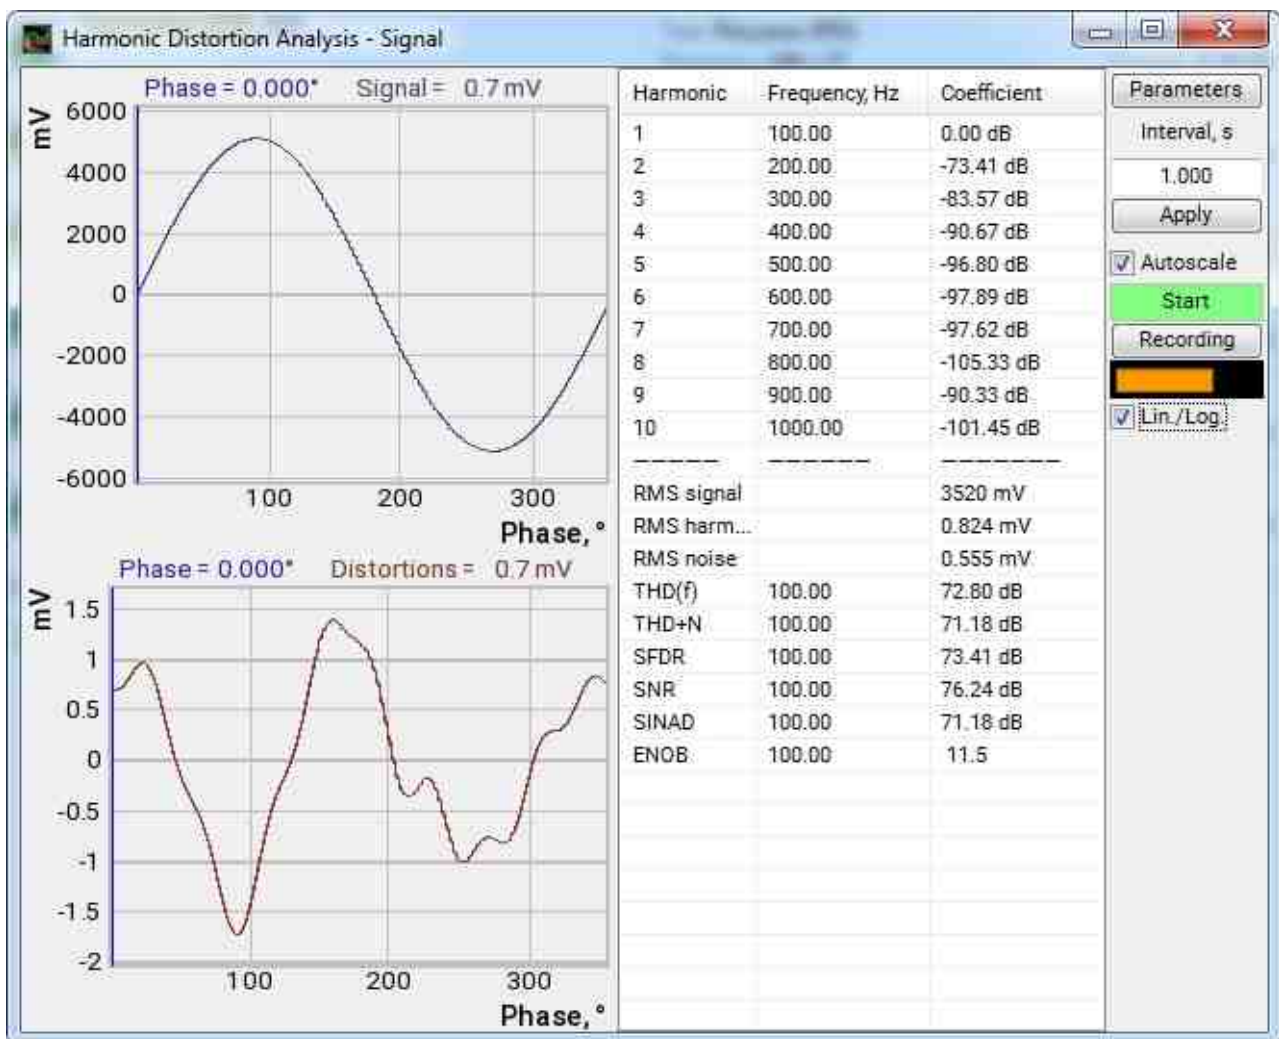 Harmonic Distortion Analysis - Signal
Phase = 0.000° Signal = 0.7 mV
mV
6000
4000
2000
0
-2000
-4000
-6000
100 200 300
Phase, °
Phase = 0.000° Distortions = 0.7 mV
mV
1.5
1
0.5
0
-0.5
-1
-1.5
-2
100 200 300
Phase, °
Harmonic Frequency, Hz Coefficient
1 100.00 0.00 dB
2 200.00 -73.41 dB
3 300.00 -83.57 dB
4 400.00 -90.67 dB
5 500.00 -96.80 dB
6 600.00 -97.89 dB
7 700.00 -97.62 dB
8 800.00 -105.33 dB
9 900.00 -90.33 dB
10 1000.00 -101.45 dB
————— —————— ———————
RMS signal 3520 mV
RMS harm... 0.824 mV
RMS noise 0.555 mV
THD(f) 100.00 72.80 dB
THD+N 100.00 71.18 dB
SFDR 100.00 73.41 dB
SNR 100.00 76.24 dB
SINAD 100.00 71.18 dB
ENOB 100.00 11.5
Parameters
Interval, s
1.000
Apply
Autoscale
Start
Recording
Lin./Log.